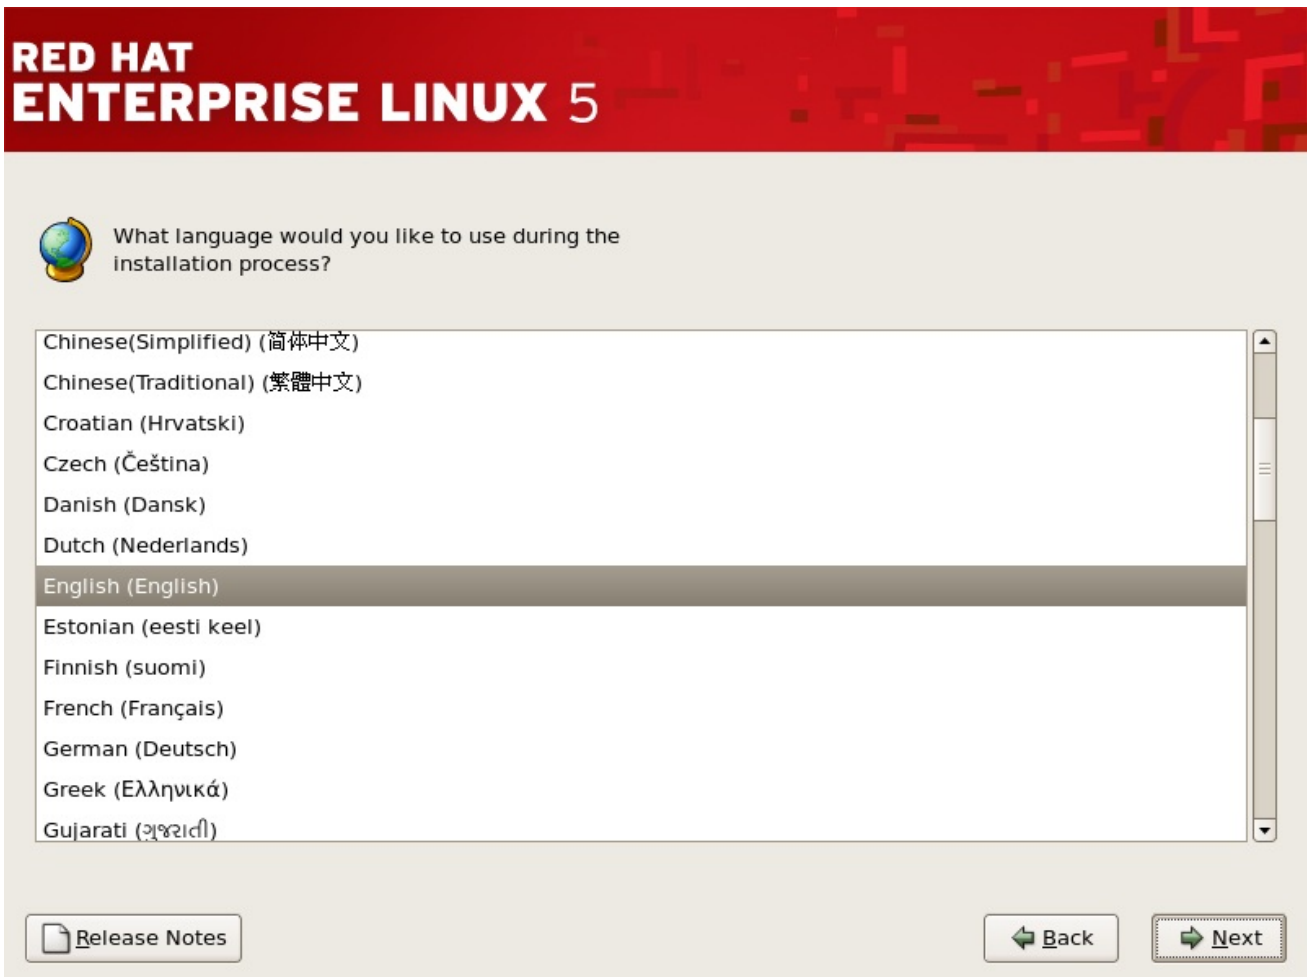 RED HAT
ENTERPRISE LINUX 5
What language would you like to use during the
installation process?
Chinese(Simplified) (简体中文)
Chinese(Traditional) (繁體中文)
Croatian (Hrvatski)
Czech (Čeština)
Danish (Dansk)
Dutch (Nederlands)
English (English)
Estonian (eesti keel)
Finnish (suomi)
French (Français)
German (Deutsch)
Greek (Ελληνικά)
Gujarati (ગુજરાતી)
Release Notes
Back
Next